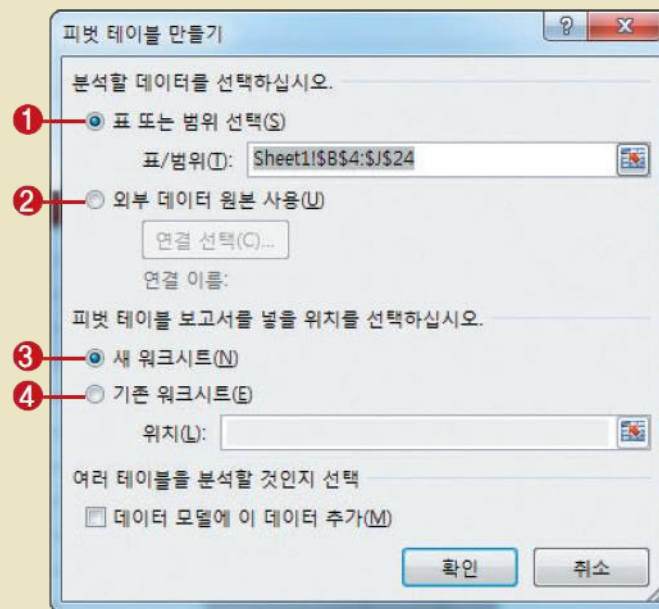 피벗 테이블 만들기
?
X
분석할 데이터를 선택하십시오.
1 표 또는 범위 선택(S)
표/범위(T): Sheet1!$B$4:$J$24
2 외부 데이터 원본 사용(U)
연결 선택(C)...
연결 이름:
피벗 테이블 보고서를 넣을 위치를 선택하십시오.
3 새 워크시트(N)
4 기존 워크시트(E)
위치(L):
여러 테이블을 분석할 것인지 선택
데이터 모델에 이 데이터 추가(M)
확인 취소